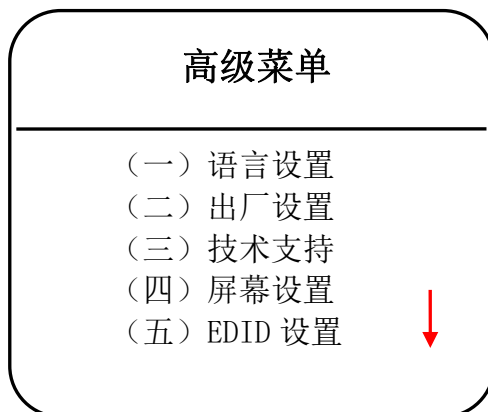 高级菜单
（一）语言设置
（二）出厂设置
（三）技术支持
（四）屏幕设置
（五）EDID 设置